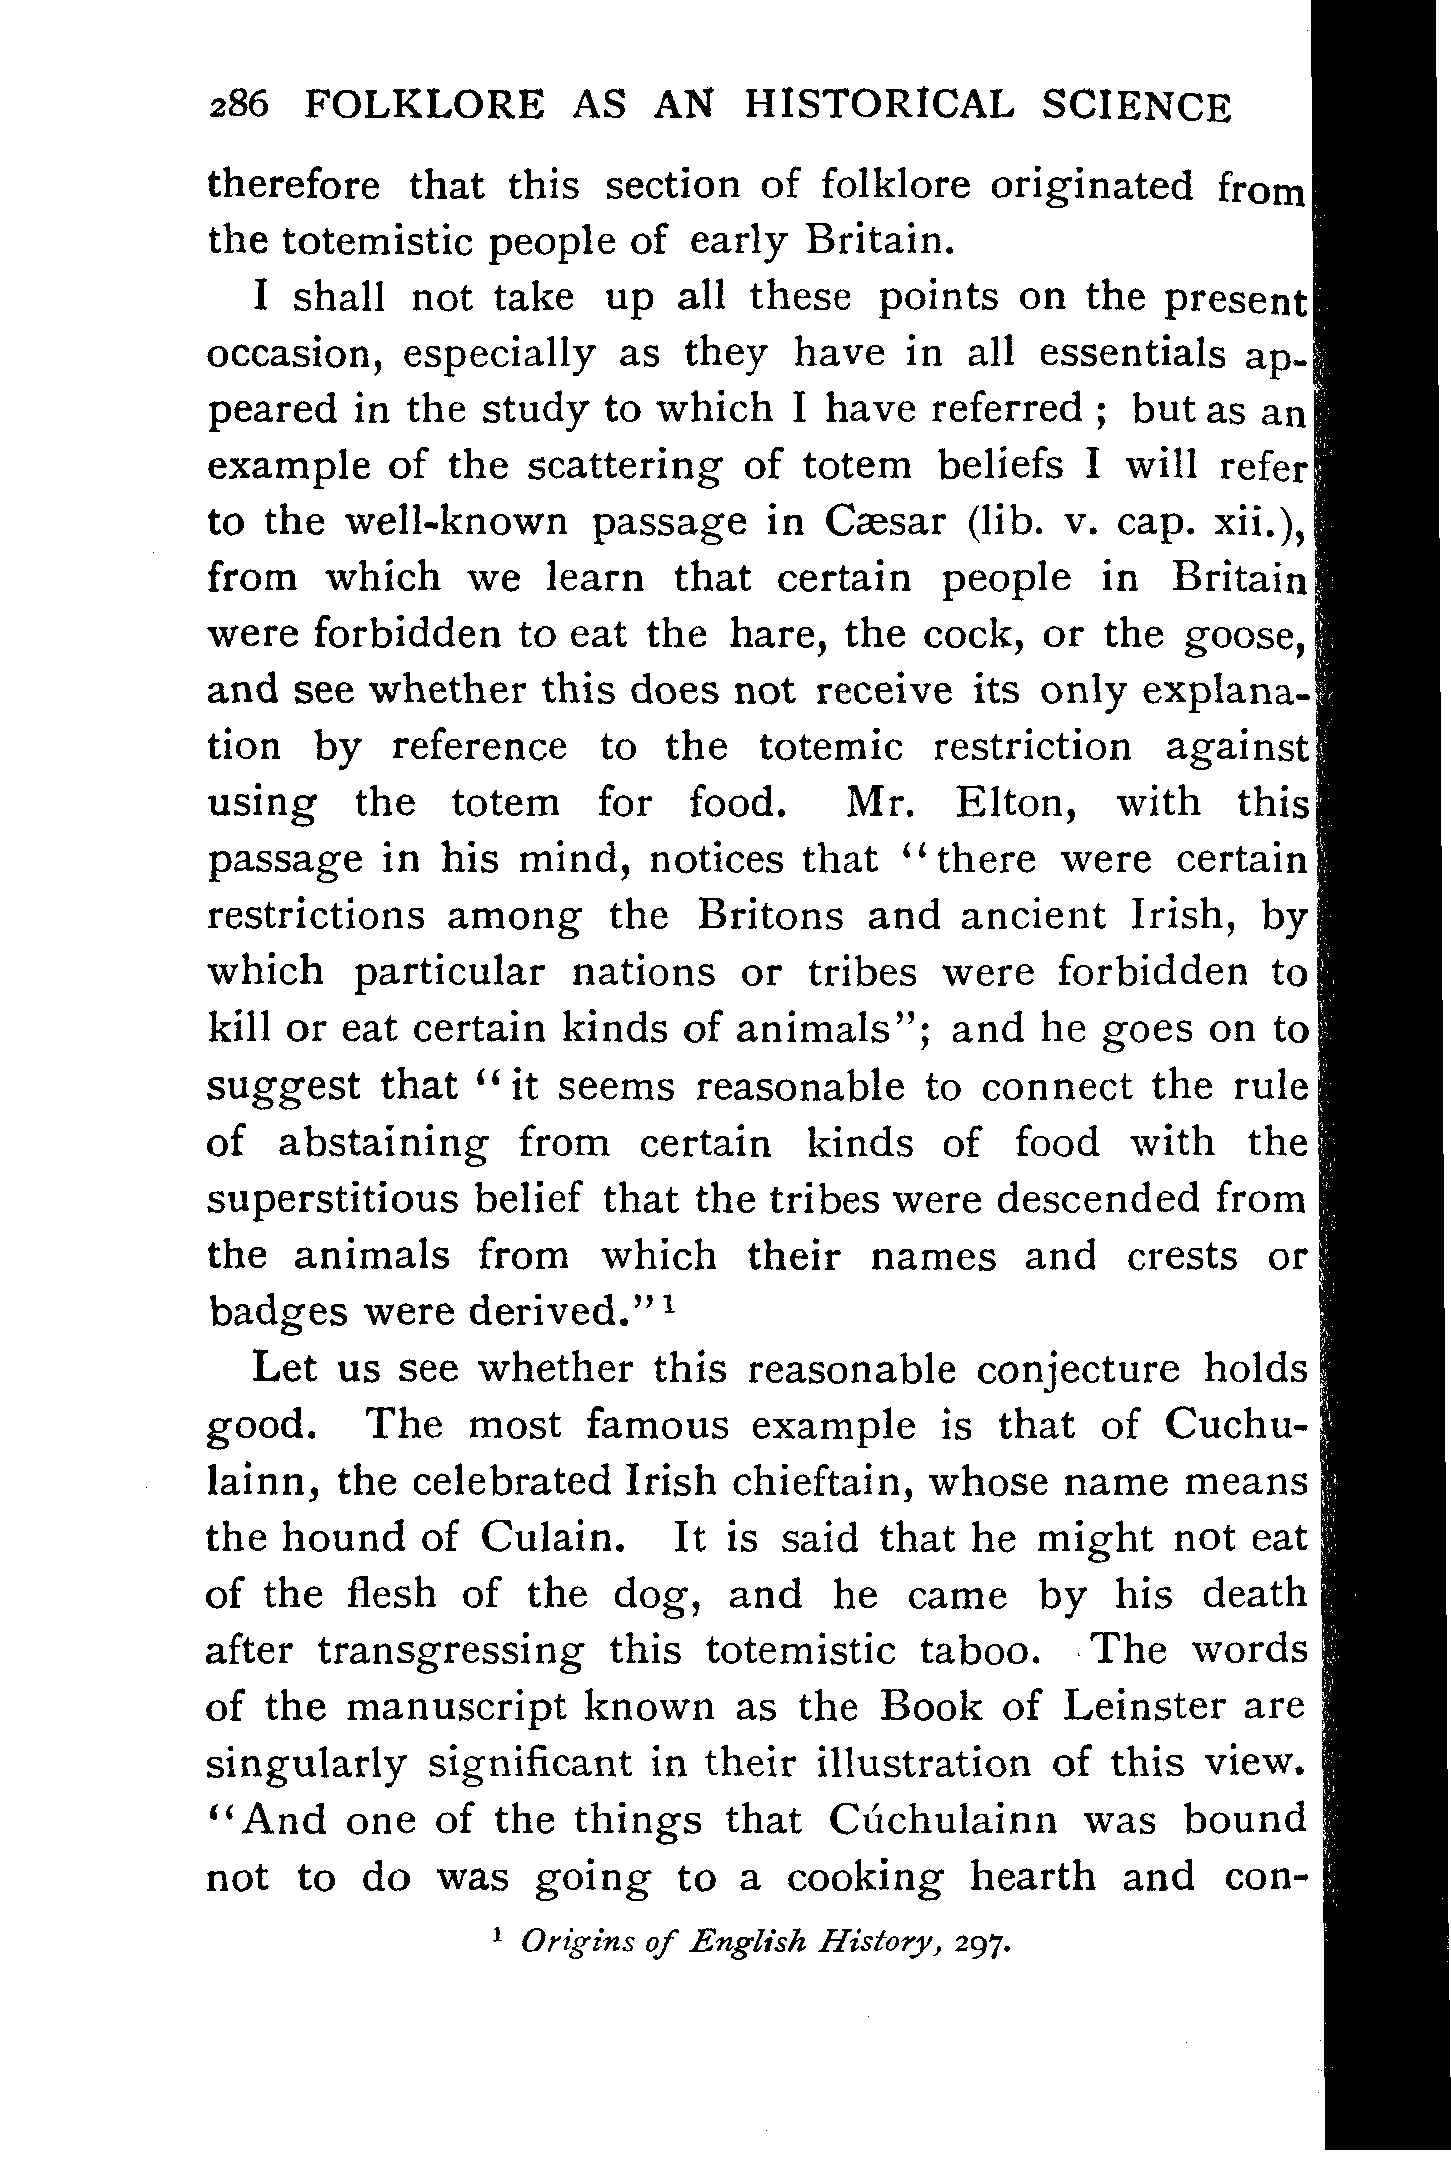 286 FOLKLORE AS AN HISTORICAL SCIENCE
therefore that this section of folklore originated from
the totemistic people of early Britain.
I shall not take up all these points on the present
occasion, especially as they have in all essentials ap-
peared in the study to which I have referred ; but as an
example of the scattering of totem beliefs I will refer
to the well-known passage in Cæsar (lib. v. cap. xii.),
from which we learn that certain people in Britain
were forbidden to eat the hare, the cock, or the goose,
and see whether this does not receive its only explana-
tion by reference to the totemic restriction against
using the totem for food. Mr. Elton, with this
passage in his mind, notices that “there were certain
restrictions among the Britons and ancient Irish, by
which particular nations or tribes were forbidden to
kill or eat certain kinds of animals”; and he goes on to
suggest that “it seems reasonable to connect the rule
of abstaining from certain kinds of food with the
superstitious belief that the tribes were descended from
the animals from which their names and crests or
badges were derived.”¹
Let us see whether this reasonable conjecture holds
good. The most famous example is that of Cuchu-
lainn, the celebrated Irish chieftain, whose name means
the hound of Culain. It is said that he might not eat
of the flesh of the dog, and he came by his death
after transgressing this totemistic taboo. The words
of the manuscript known as the Book of Leinster are
singularly significant in their illustration of this view.
“And one of the things that Cúchulainn was bound
not to do was going to a cooking hearth and con-
¹ Origins of English History, 297.